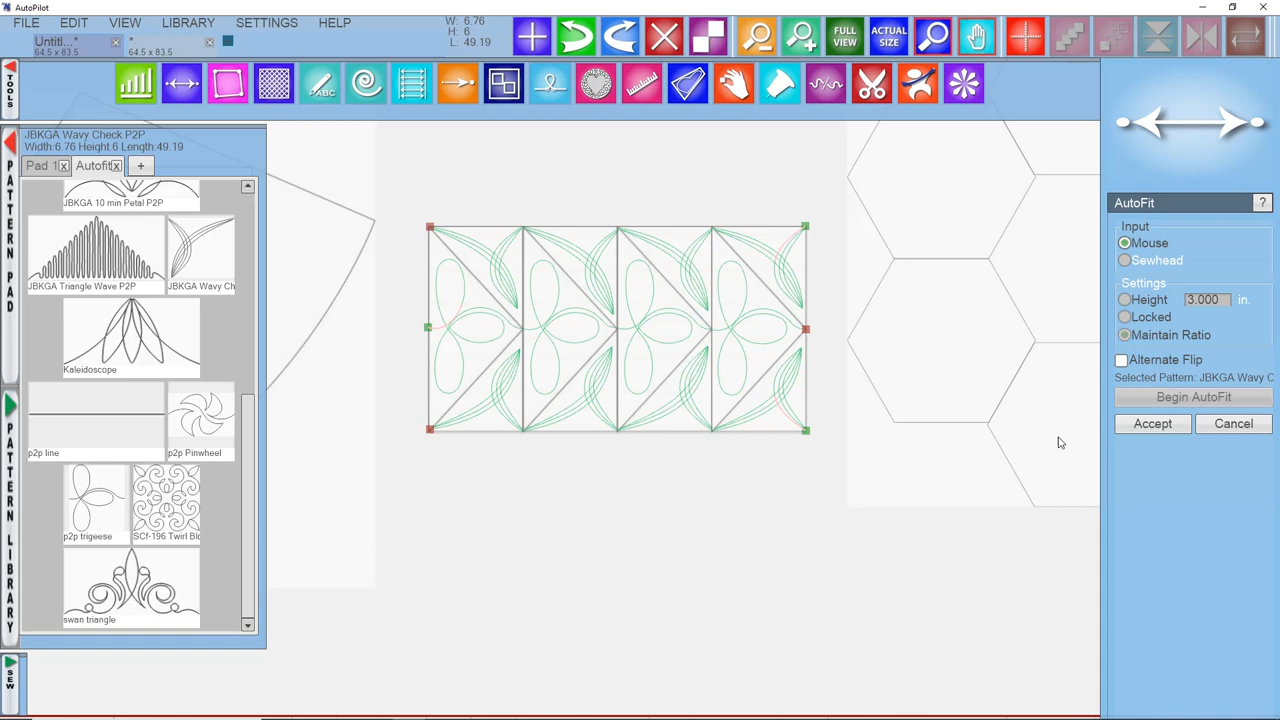 AutoPilot
FILE EDIT VIEW LIBRARY SETTINGS HELP
W: 6.76
H: 6
L: 49.19
Untitl...*
64.5 x 83.5
*
64.5 x 83.5
FULL
VIEW
ACTUAL
SIZE
TOOLS
ABC
PATTERN PAD
PATTERN LIBRARY
SEW
JBKGA Wavy Check P2P
Width:6.76 Height 6 Length:49.19
Pad 1 x
Autofit x
+
JBKGA 10 min Petal P2P
JBKGA Triangle Wave P2P
JBKGA Wavy Ch
Kaleidoscope
p2p line
p2p Pinwheel
p2p trigeese
SCf-196 Twirl Blo
swan triangle
AutoFit ?
Input
Mouse
Sewhead
Settings
Height 3.000 in.
Locked
Maintain Ratio
Alternate Flip
Selected Pattern: JBKGA Wavy C
Begin AutoFit
Accept Cancel